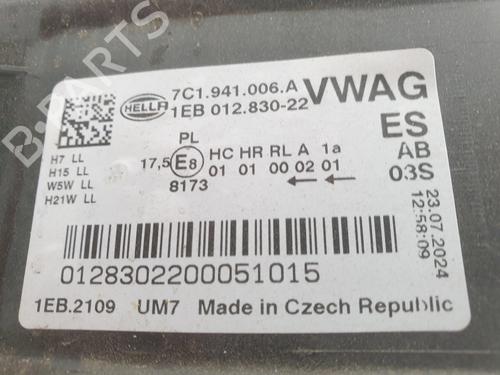 B-PARTS
HELLA
7C1.941.006.A VWAG
1EB 012.830-22
ES
AB
03S
PL
H7 LL
H15 LL
W5W LL
H21W LL
17,5 E8 HC HR RL A 1a
01 01 00 02 01
8173 ←←
23.07.2024
12:58:09
0128302200051015
1EB.2109 UM7 Made in Czech Republic